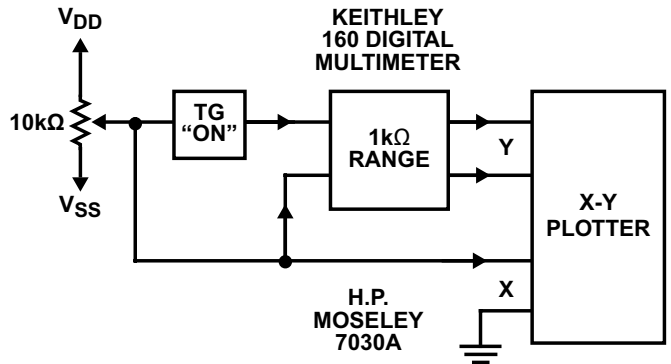 VDD
KEITHLEY
160 DIGITAL
MULTIMETER
10kΩ
TG
“ON”
1kΩ
RANGE
Y
X-Y
PLOTTER
VSS
X
H.P.
MOSELEY
7030A